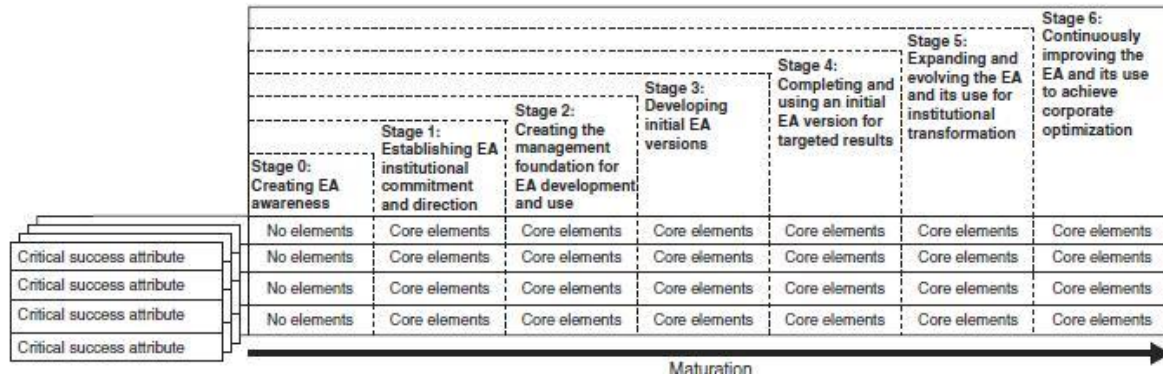 Stage 0:
Creating EA
awareness
Stage 1:
Establishing EA
institutional
commitment
and direction
Stage 2:
Creating the
management
foundation for
EA development
and use
Stage 3:
Developing
initial EA
versions
Stage 4:
Completing and
using an initial
EA version for
targeted results
Stage 5:
Expanding and
evolving the EA
and its use for
institutional
transformation
Stage 6:
Continuously
improving the
EA and its use
to achieve
corporate
optimization
No elements Core elements Core elements Core elements Core elements Core elements Core elements
Critical success attribute No elements Core elements Core elements Core elements Core elements Core elements Core elements
Critical success attribute No elements Core elements Core elements Core elements Core elements Core elements Core elements
Critical success attribute No elements Core elements Core elements Core elements Core elements Core elements Core elements
Critical success attribute
Maturation